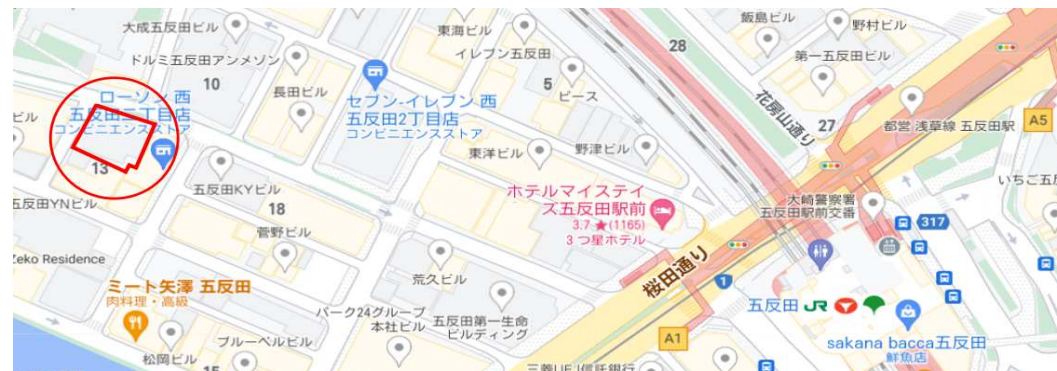 大成五反田ビル
東海ビル
飯島ビル
野村ビル
ドルミ五反田アンメゾン
イレブン五反田
28
第一五反田ビル
10
長田ビル
5
ピース
ローソン 西
五反田二丁目店
コンビニエンスストア
セブン-イレブン 西
五反田2丁目店
コンビニエンスストア
花房山通り
27
都営 浅草線 五反田駅
A5
ビル
13
東洋ビル
野津ビル
五反田KYビル
18
五反田YNビル
菅野ビル
ホテルマイステイ
ズ五反田駅前
3.7 ★(1165)
3 つ星ホテル
大崎警察署
五反田駅前交番
いちご五反
317
Zeko Residence
荒久ビル
桜田通り
1
ミート矢澤 五反田
肉料理・高級
パーク24グループ
本社ビル
五反田第一生命
ビルディング
五反田 JR
A1
sakana bacca五反田
鮮魚店
ブルーベルビル
松岡ビル
15
三菱UFJ信託銀行